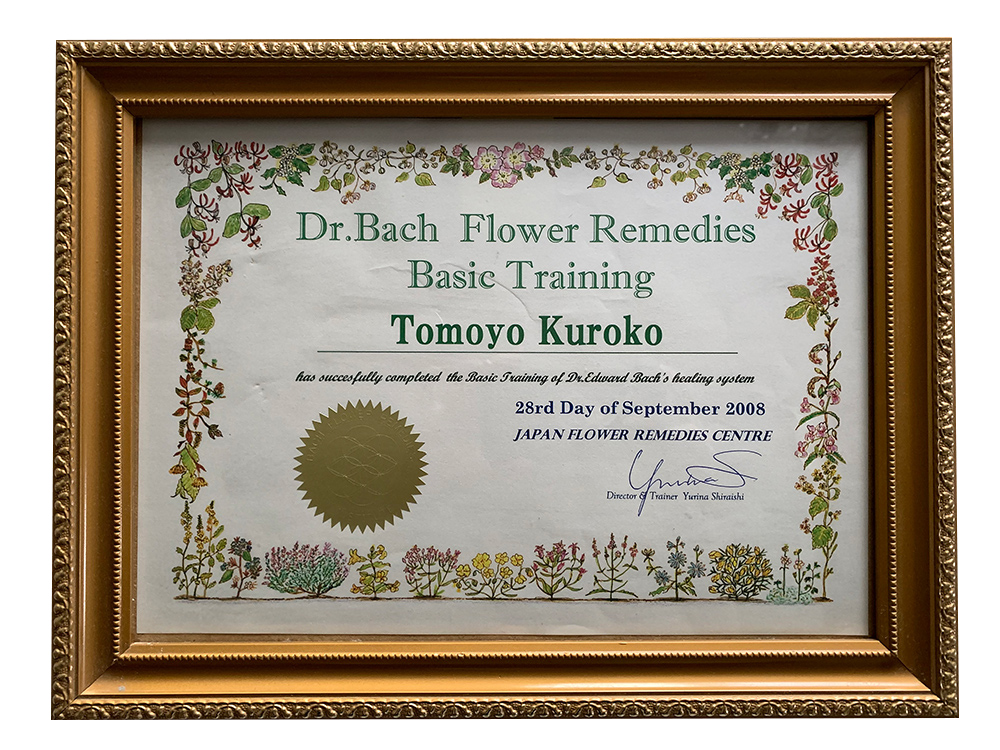 Dr.Bach Flower Remedies
Basic Training
Tomoyo Kuroko
has succesfully completed the Basic Training of Dr.Edward Bach's healing system
28rd Day of September 2008
JAPAN FLOWER REMEDIES CENTRE
Director & Trainer Yurina Shiraishi